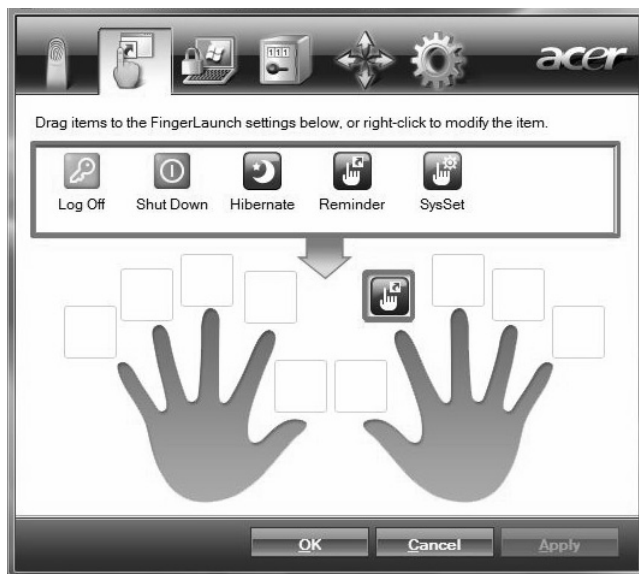 acer
Drag items to the FingerLaunch settings below, or right-click to modify the item.
Log Off Shut Down Hibernate Reminder SysSet
OK Cancel Apply